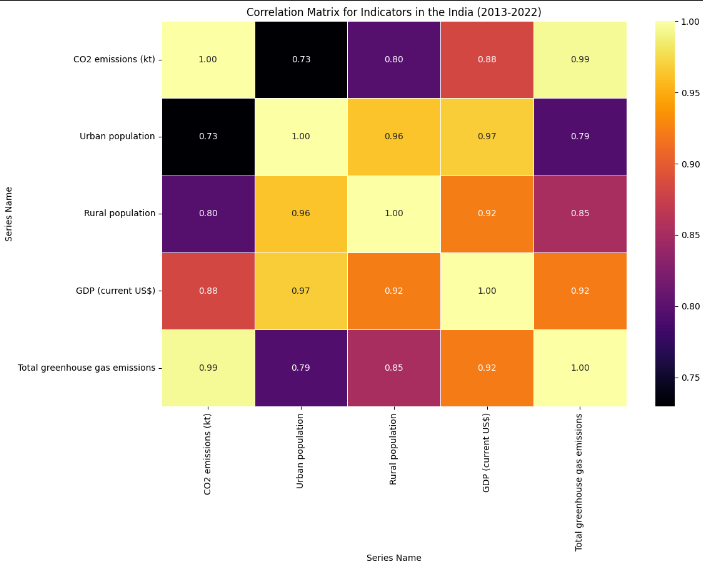 Correlation Matrix for Indicators in the India (2013-2022)
CO2 emissions (kt)
1.00 0.73 0.80 0.88 0.99
Urban population
0.73 1.00 0.96 0.97 0.79
Rural population
0.80 0.96 1.00 0.92 0.85
GDP (current US$)
0.88 0.97 0.92 1.00 0.92
Total greenhouse gas emissions
0.99 0.79 0.85 0.92 1.00
Series Name
CO2 emissions (kt)
Urban population
Rural population
GDP (current US$)
Total greenhouse gas emissions
Series Name
1.00
0.95
0.90
0.85
0.80
0.75